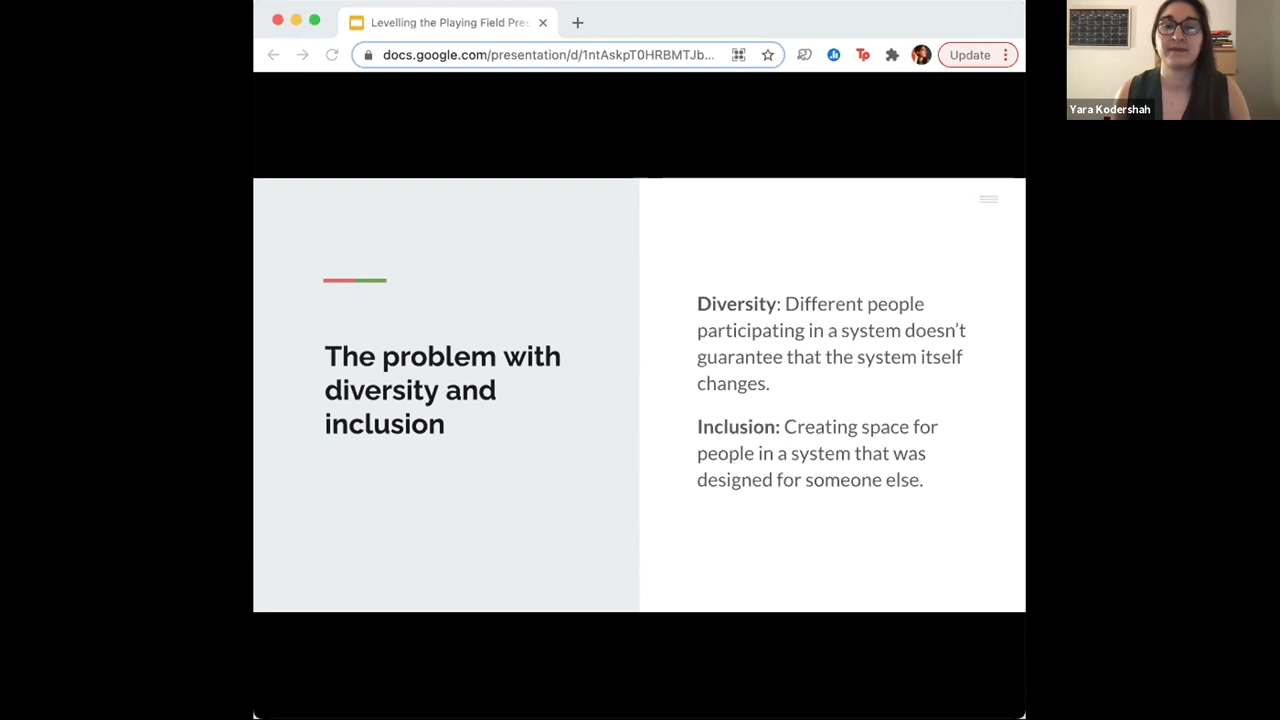 Levelling the Playing Field Pres
docs.google.com/presentation/d/1ntAskpT0HRBMTJb...
Tp
Update
Yara Kodershah
The problem with
diversity and
inclusion
Diversity: Different people
participating in a system doesn’t
guarantee that the system itself
changes.
Inclusion: Creating space for
people in a system that was
designed for someone else.